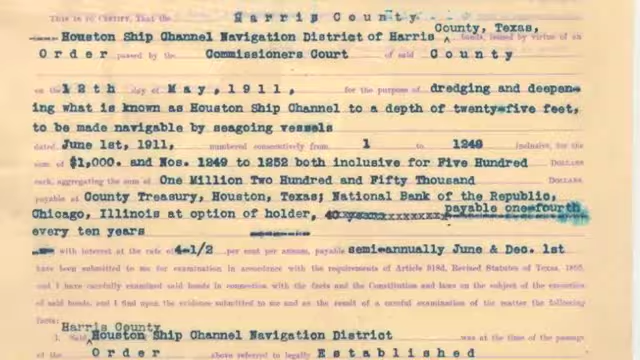 This is to Certify, That the Harris County
Houston Ship Channel Navigation District of Harris ^ County, Texas, bonds, issued by virtue of an
Order passed by the Commissioners Court of said County
on the 12th day of May, 1911, for the purpose of dredging and deepen-
ing what is known as Houston Ship Channel to a depth of twenty-five feet,
to be made navigable by seagoing vessels
dated June 1st, 1911, numbered consecutively from 1 to 1248 inclusive, for the
sum of $1,000. and Nos. 1249 to 1252 both inclusive for Five Hundred Dollars
each, aggregating the sum of One Million Two Hundred and Fifty Thousand Dollars
payable at County Treasury, Houston, Texas; National Bank of the Republic,
Chicago, Illinois at option of holder, payable one-fourth
every ten years
with interest at the rate of 4-1/2 per cent per annum, payable semi-annually June & Dec. 1st
have been submitted to me for examination in accordance with the requirements of Article 918d, Revised Statutes of Texas, 1895,
and I have carefully examined said bonds in connection with the facts and the Constitution and laws on the subject of the execution
of said bonds, and I find upon the evidence submitted to me and as the result of a careful examination of the matter the following
facts:
Harris County
1. Said ^ Houston Ship Channel Navigation District was at the time of the passage
of the Order above referred to legally Established